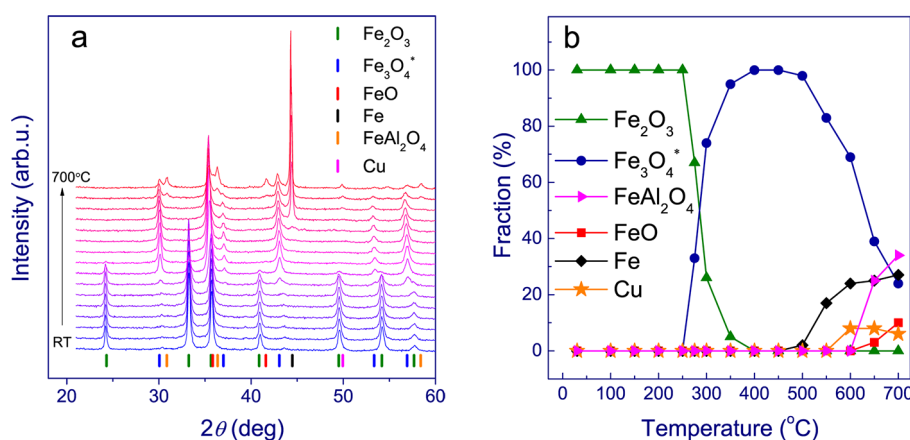 a
Fe₂O₃
Fe₃O₄*
FeO
Fe
FeAl₂O₄
Cu
700°C
RT
Intensity (arb.u.)
20 30 40 50 60
2θ (deg)
b
100
80
60
40
20
0
Fe₂O₃
Fe₃O₄*
FeAl₂O₄
FeO
Fe
Cu
Fraction (%)
0 100 200 300 400 500 600 700
Temperature (°C)